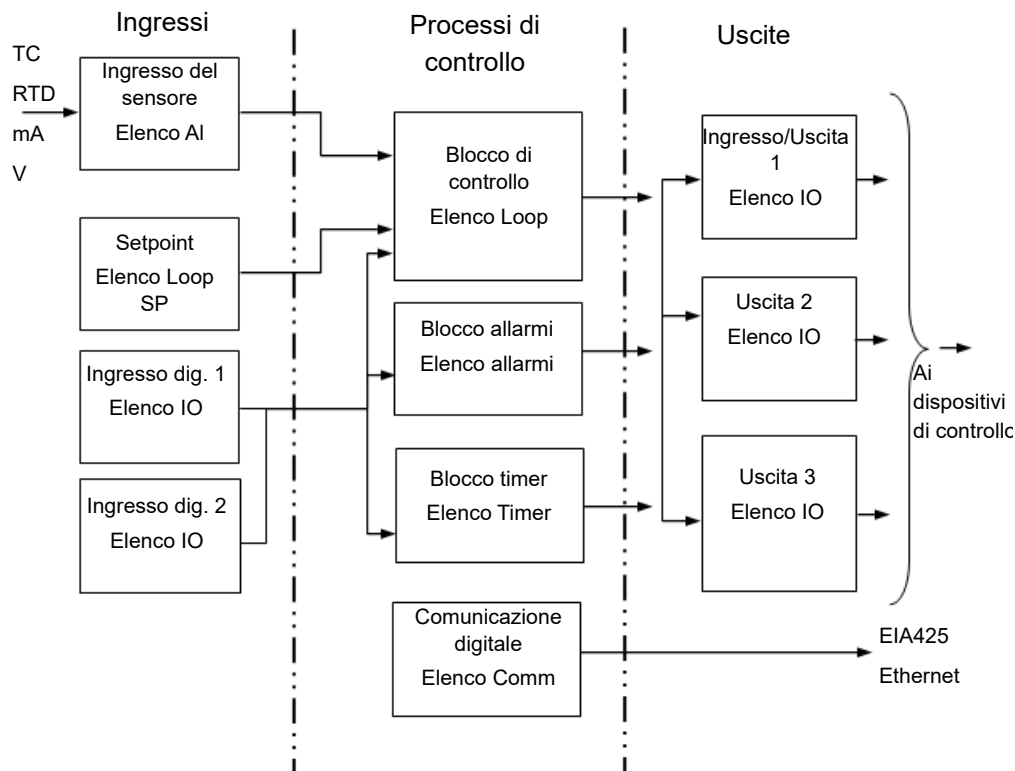 Ingressi
Processi di
controllo
Uscite
TC
RTD
mA
V
Ingresso del
sensore
Elenco AI
Setpoint
Elenco Loop
SP
Ingresso dig. 1
Elenco IO
Ingresso dig. 2
Elenco IO
Blocco di
controllo
Elenco Loop
Blocco allarmi
Elenco allarmi
Blocco timer
Elenco Timer
Comunicazione
digitale
Elenco Comm
Ingresso/Uscita
1
Elenco IO
Uscita 2
Elenco IO
Uscita 3
Elenco IO
Ai
dispositivi
di controllo
EIA425
Ethernet